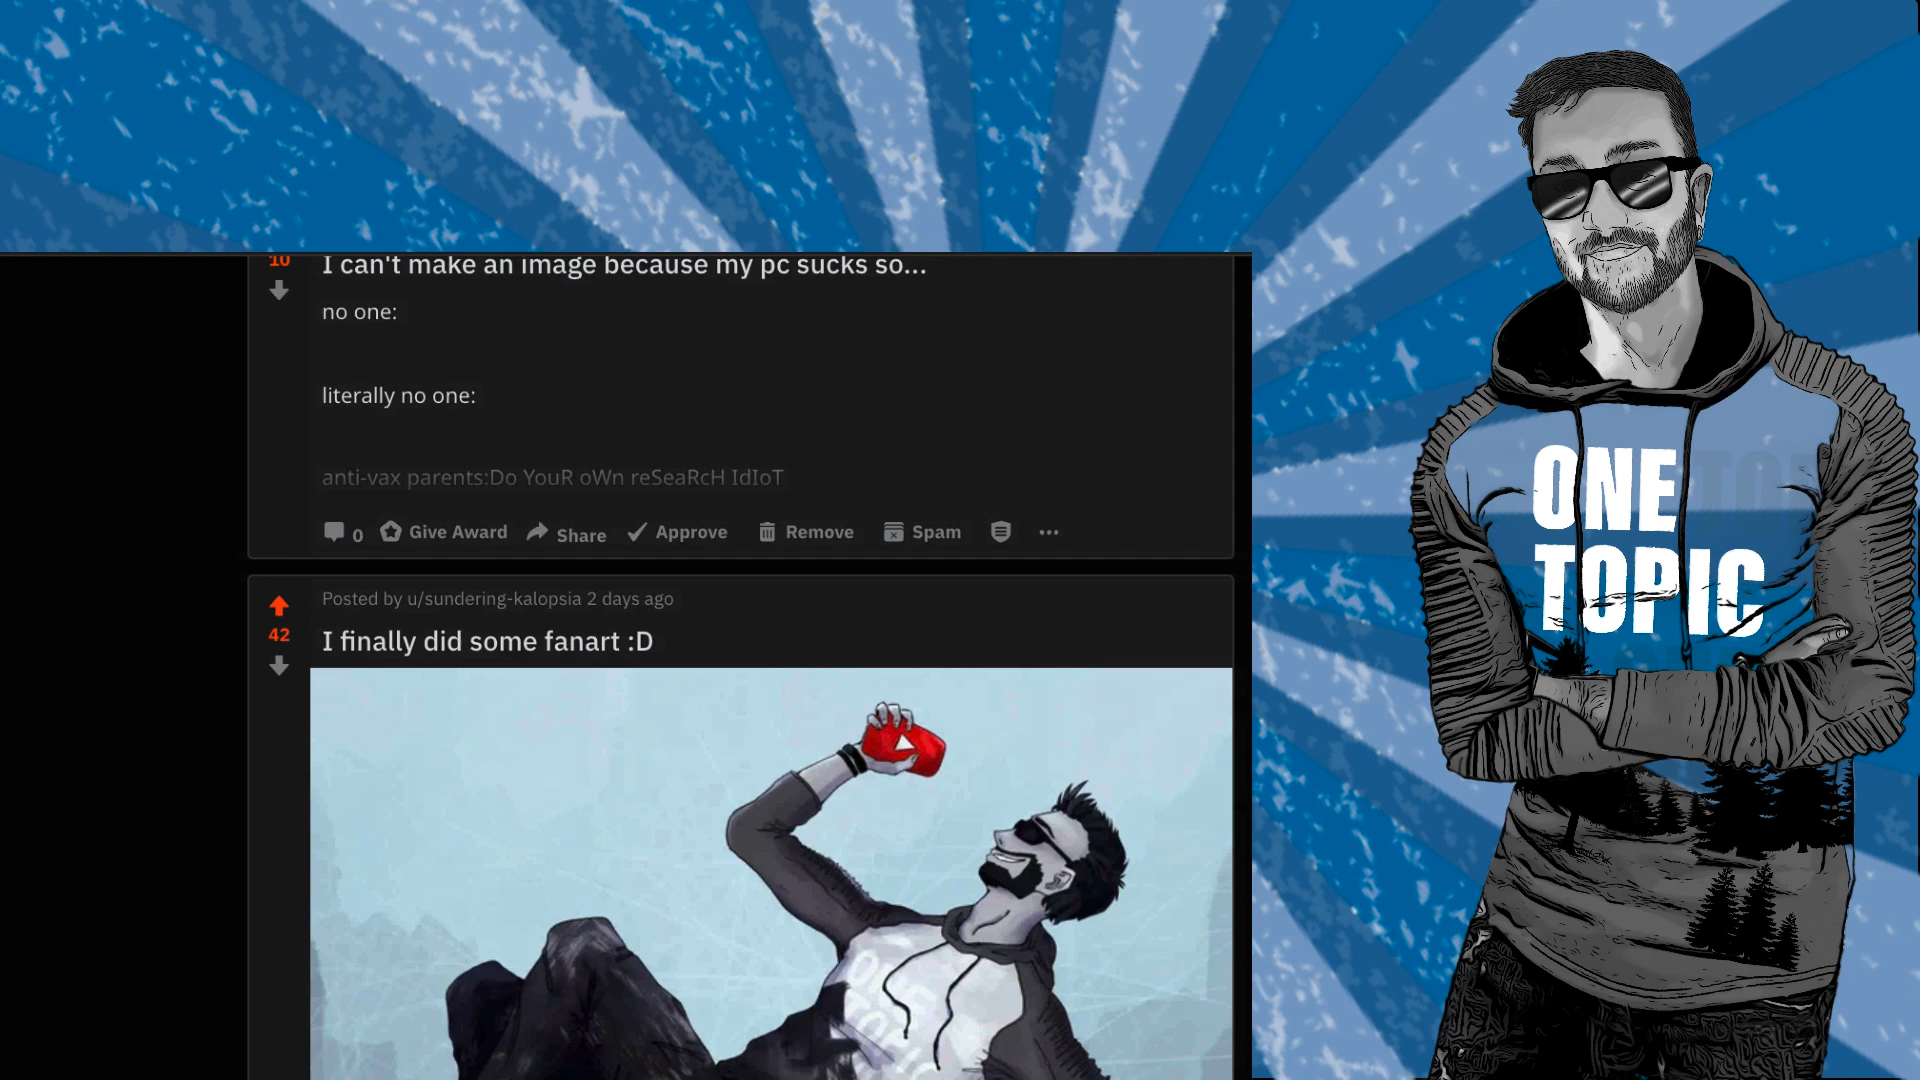 10
I can't make an image because my pc sucks so...
no one:
literally no one:
anti-vax parents:Do YouR oWn reSeaRcH IdIoT
0 Give Award Share Approve Remove Spam
Posted by u/sundering-kalopsia 2 days ago
42
I finally did some fanart :D
ONE
TOPIC